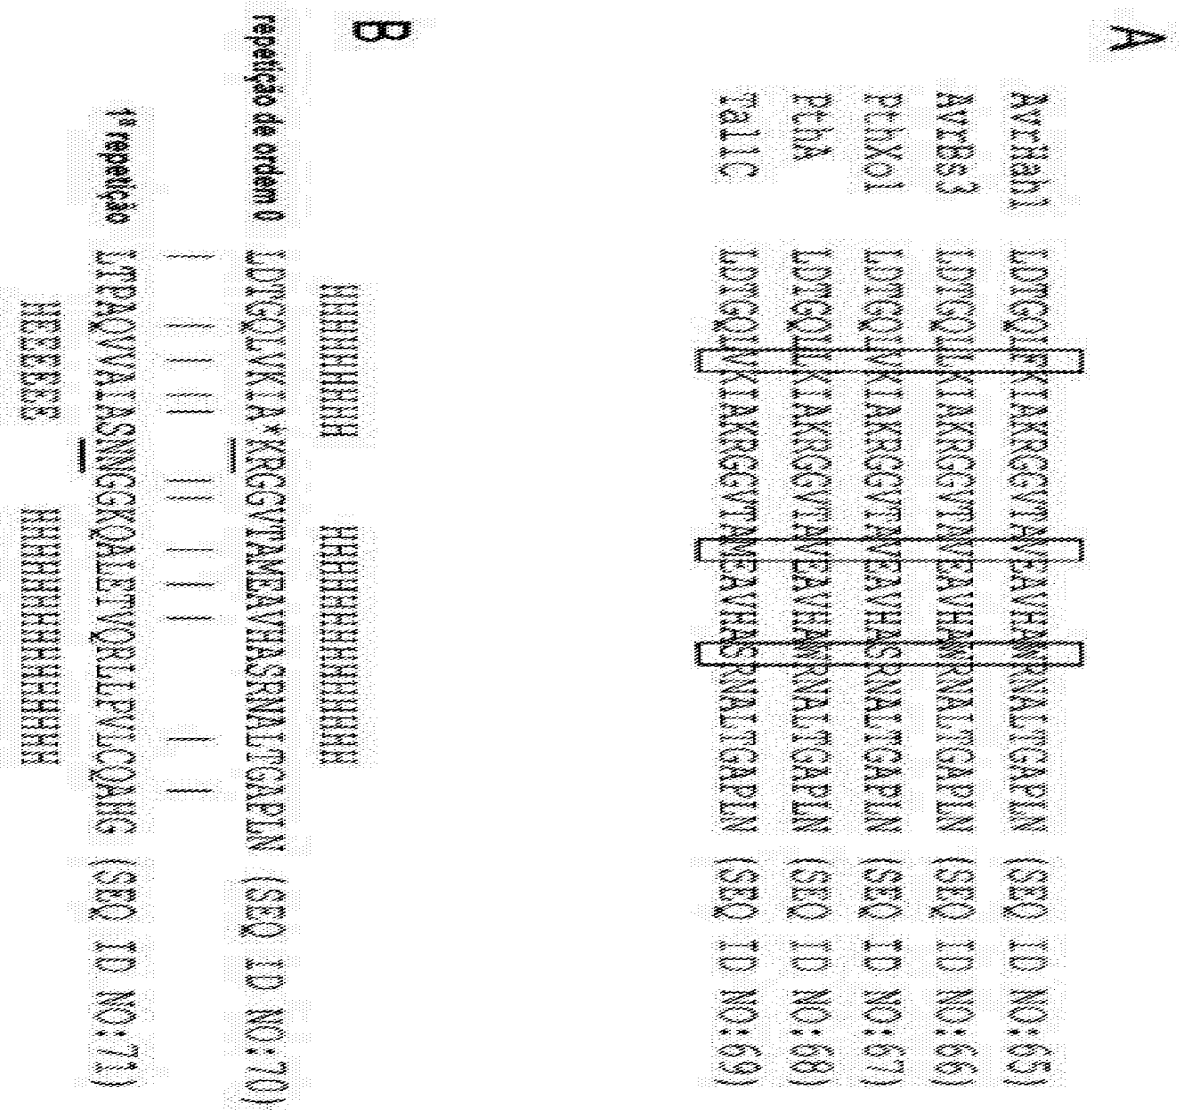 A
AvrHah1 LDTGQLFKIAKRGGVTAVEAVHAWRNALTGAPLN (SEQ ID NO:65)
AvrBs3 LDTGQLLKIAKRGGVTAVEAVHAWRNALTGAPLN (SEQ ID NO:66)
PthXo1 LDTGQLVKIAKRGGVTAVEAVHASRNALTGAPLN (SEQ ID NO:67)
PthA LDTGQLLKIAKRGGVTAVEAVHAWRNALTGAPLN (SEQ ID NO:68)
Tal1C LDTGQLVKIAKRGGVTAMEAVHASRNALTGAPLN (SEQ ID NO:69)
B
HHHHHHHHH HHHHHHHHHHHHHH
repetição de ordem 0 LDTGQLVKIA*KRGGVTAMEAVHASRNALTGAPLN (SEQ ID NO:70)
1ª repetição LTPAQVVAIASNNGGKQALETVQRLLPVLCQAHG (SEQ ID NO:71)
HEEEEEE HHHHHHHHHHHHHHH